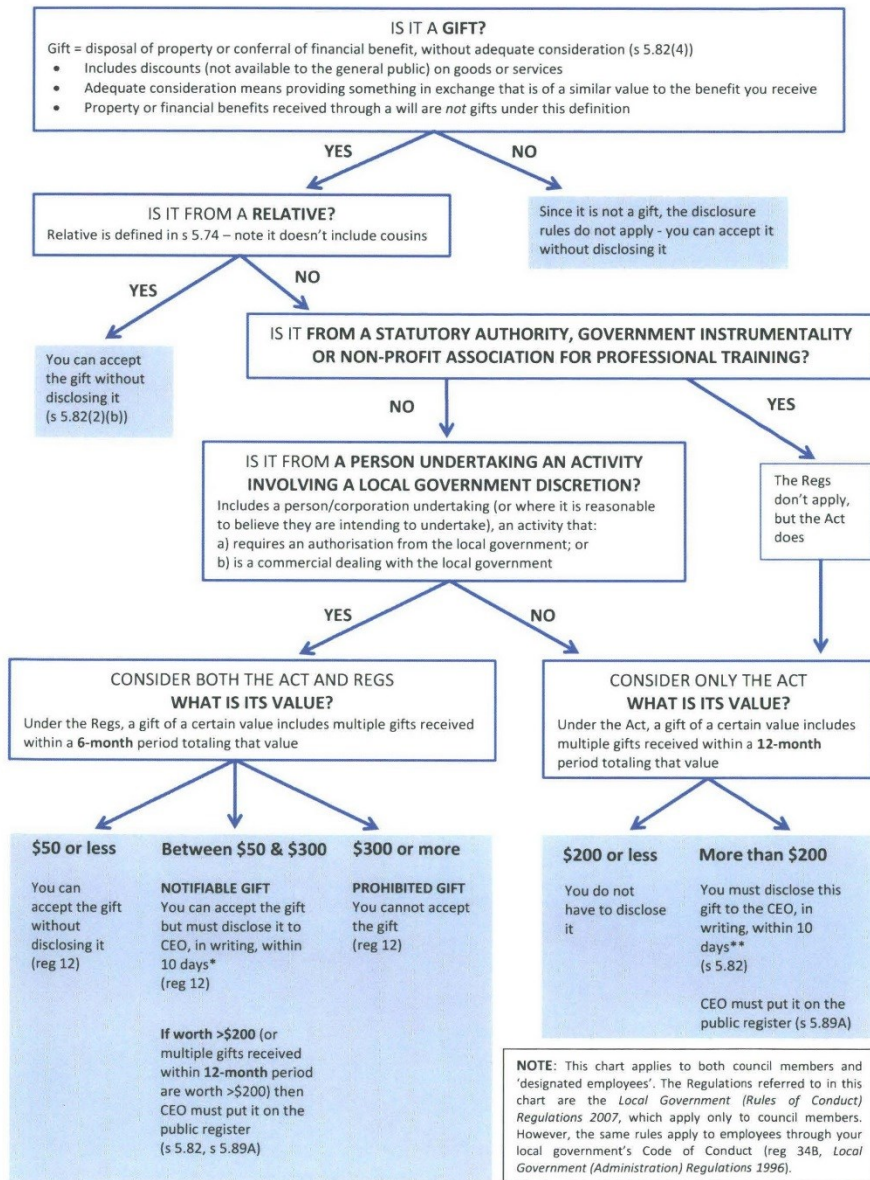 IS IT A GIFT?
Gift = disposal of property or conferral of financial benefit, without adequate consideration (s 5.82(4))
• Includes discounts (not available to the general public) on goods or services
• Adequate consideration means providing something in exchange that is of a similar value to the benefit you receive
• Property or financial benefits received through a will are not gifts under this definition
YES
NO
IS IT FROM A RELATIVE?
Relative is defined in s 5.74 – note it doesn't include cousins
Since it is not a gift, the disclosure
rules do not apply - you can accept it
without disclosing it
YES
NO
You can accept
the gift without
disclosing it
(s 5.82(2)(b))
IS IT FROM A STATUTORY AUTHORITY, GOVERNMENT INSTRUMENTALITY
OR NON-PROFIT ASSOCIATION FOR PROFESSIONAL TRAINING?
NO
YES
IS IT FROM A PERSON UNDERTAKING AN ACTIVITY
INVOLVING A LOCAL GOVERNMENT DISCRETION?
Includes a person/corporation undertaking (or where it is reasonable
to believe they are intending to undertake), an activity that:
a) requires an authorisation from the local government; or
b) is a commercial dealing with the local government
The Regs
don't apply,
but the Act
does
YES
NO
CONSIDER BOTH THE ACT AND REGS
WHAT IS ITS VALUE?
Under the Regs, a gift of a certain value includes multiple gifts received
within a 6-month period totaling that value
CONSIDER ONLY THE ACT
WHAT IS ITS VALUE?
Under the Act, a gift of a certain value includes
multiple gifts received within a 12-month
period totaling that value
$50 or less
You can
accept the gift
without
disclosing it
(reg 12)
Between $50 & $300
NOTIFIABLE GIFT
You can accept the gift
but must disclose it to
CEO, in writing, within
10 days*
(reg 12)
If worth >$200 (or
multiple gifts received
within 12-month period
are worth >$200) then
CEO must put it on the
public register
(s 5.82, s 5.89A)
$300 or more
PROHIBITED GIFT
You cannot accept
the gift
(reg 12)
$200 or less
You do not
have to disclose
it
More than $200
You must disclose this
gift to the CEO, in
writing, within 10
days**
(s 5.82)
CEO must put it on the
public register (s 5.89A)
NOTE: This chart applies to both council members and
'designated employees'. The Regulations referred to in this
chart are the Local Government (Rules of Conduct)
Regulations 2007, which apply only to council members.
However, the same rules apply to employees through your
local government's Code of Conduct (reg 34B, Local
Government (Administration) Regulations 1996).